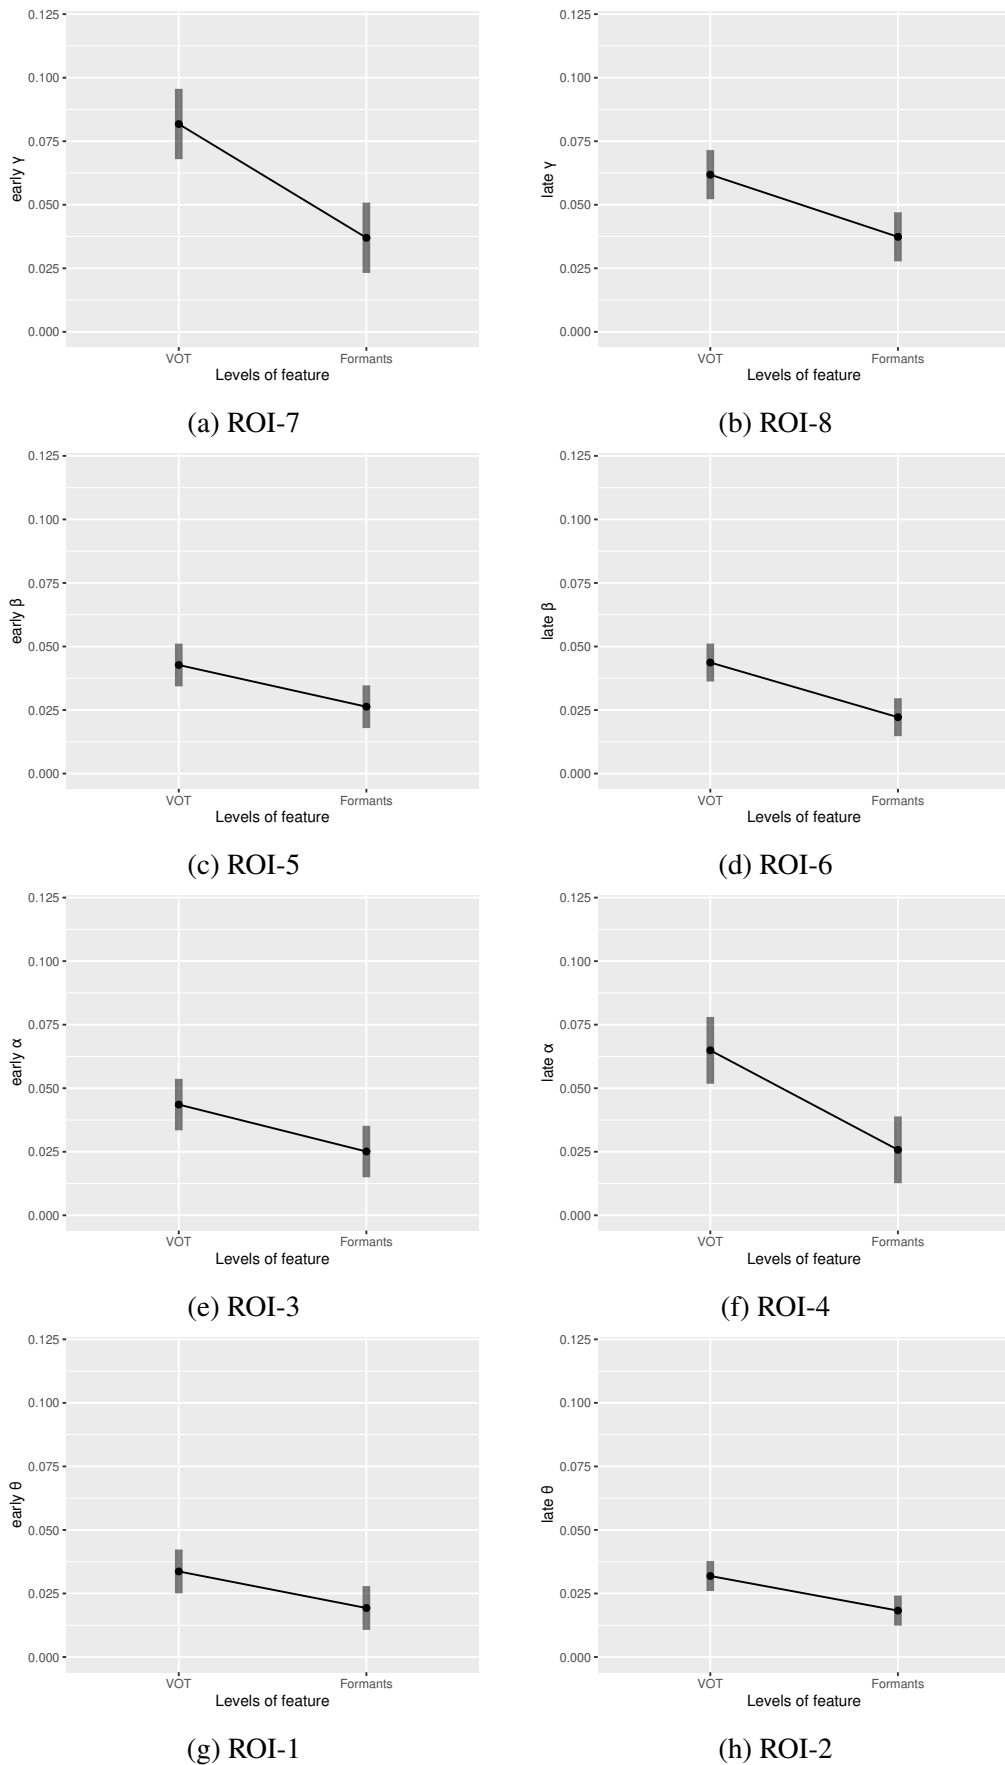 0.125
0.100
0.075
0.050
0.025
0.000
early γ
VOT
Formants
Levels of feature
(a) ROI-7
0.125
0.100
0.075
0.050
0.025
0.000
late γ
VOT
Formants
Levels of feature
(b) ROI-8
0.125
0.100
0.075
0.050
0.025
0.000
early β
VOT
Formants
Levels of feature
(c) ROI-5
0.125
0.100
0.075
0.050
0.025
0.000
late β
VOT
Formants
Levels of feature
(d) ROI-6
0.125
0.100
0.075
0.050
0.025
0.000
early α
VOT
Formants
Levels of feature
(e) ROI-3
0.125
0.100
0.075
0.050
0.025
0.000
late α
VOT
Formants
Levels of feature
(f) ROI-4
0.125
0.100
0.075
0.050
0.025
0.000
early θ
VOT
Formants
Levels of feature
(g) ROI-1
0.125
0.100
0.075
0.050
0.025
0.000
late θ
VOT
Formants
Levels of feature
(h) ROI-2